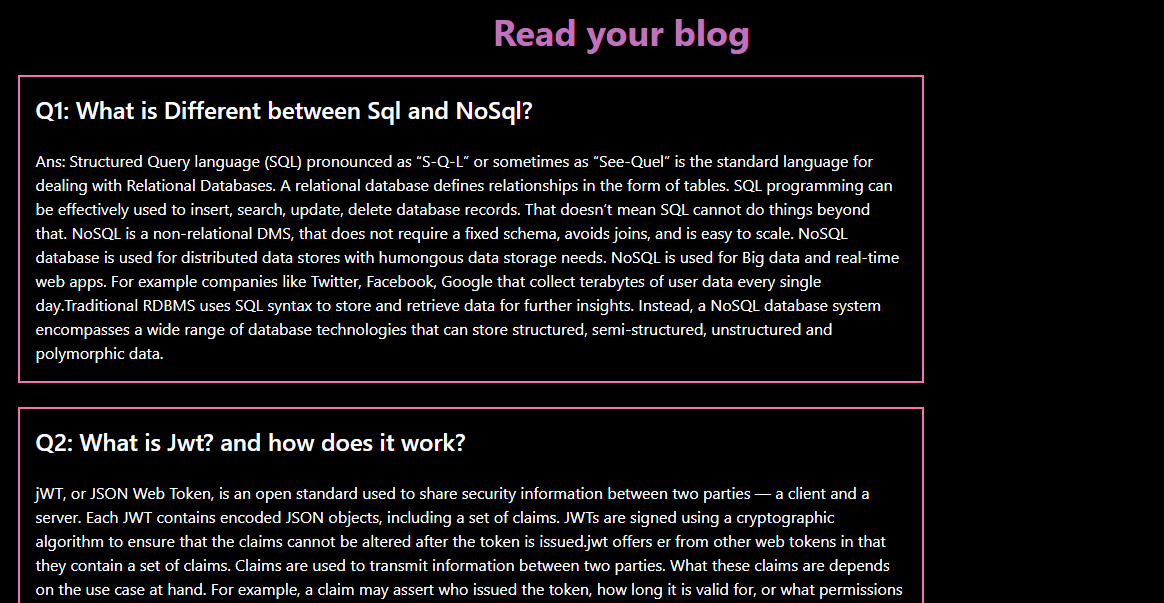 Read your blog
Q1: What is Different between Sql and NoSql?
Ans: Structured Query language (SQL) pronounced as “S-Q-L” or sometimes as “See-Quel” is the standard language for
dealing with Relational Databases. A relational database defines relationships in the form of tables. SQL programming can
be effectively used to insert, search, update, delete database records. That doesn’t mean SQL cannot do things beyond
that. NoSQL is a non-relational DMS, that does not require a fixed schema, avoids joins, and is easy to scale. NoSQL
database is used for distributed data stores with humongous data storage needs. NoSQL is used for Big data and real-time
web apps. For example companies like Twitter, Facebook, Google that collect terabytes of user data every single
day.Traditional RDBMS uses SQL syntax to store and retrieve data for further insights. Instead, a NoSQL database system
encompasses a wide range of database technologies that can store structured, semi-structured, unstructured and
polymorphic data.
Q2: What is Jwt? and how does it work?
jWT, or JSON Web Token, is an open standard used to share security information between two parties — a client and a
server. Each JWT contains encoded JSON objects, including a set of claims. JWTs are signed using a cryptographic
algorithm to ensure that the claims cannot be altered after the token is issued.jwt offers er from other web tokens in that
they contain a set of claims. Claims are used to transmit information between two parties. What these claims are depends
on the use case at hand. For example, a claim may assert who issued the token, how long it is valid for, or what permissions